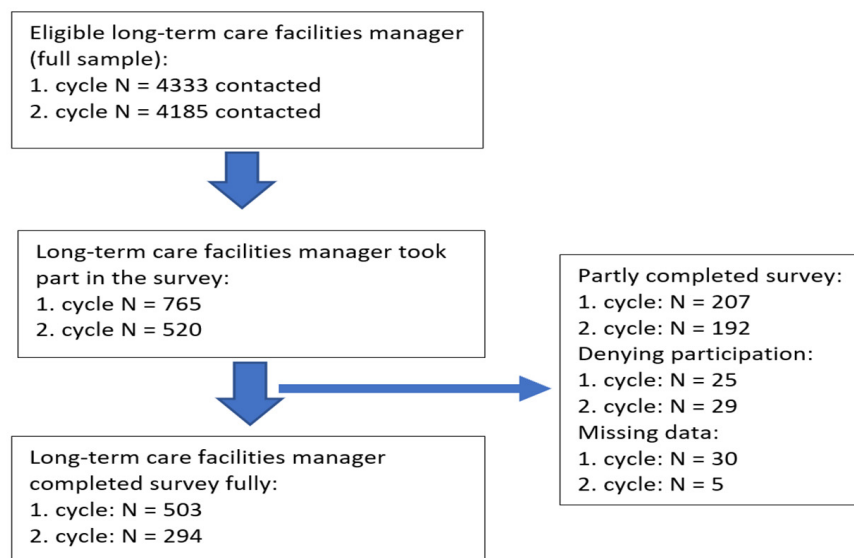 Eligible long-term care facilities manager
(full sample):
1. cycle N = 4333 contacted
2. cycle N = 4185 contacted
Long-term care facilities manager took
part in the survey:
1. cycle N = 765
2. cycle N = 520
Partly completed survey:
1. cycle: N = 207
2. cycle: N = 192
Denying participation:
1. cycle: N = 25
2. cycle: N = 29
Missing data:
1. cycle: N = 30
2. cycle: N = 5
Long-term care facilities manager
completed survey fully:
1. cycle: N = 503
2. cycle: N = 294